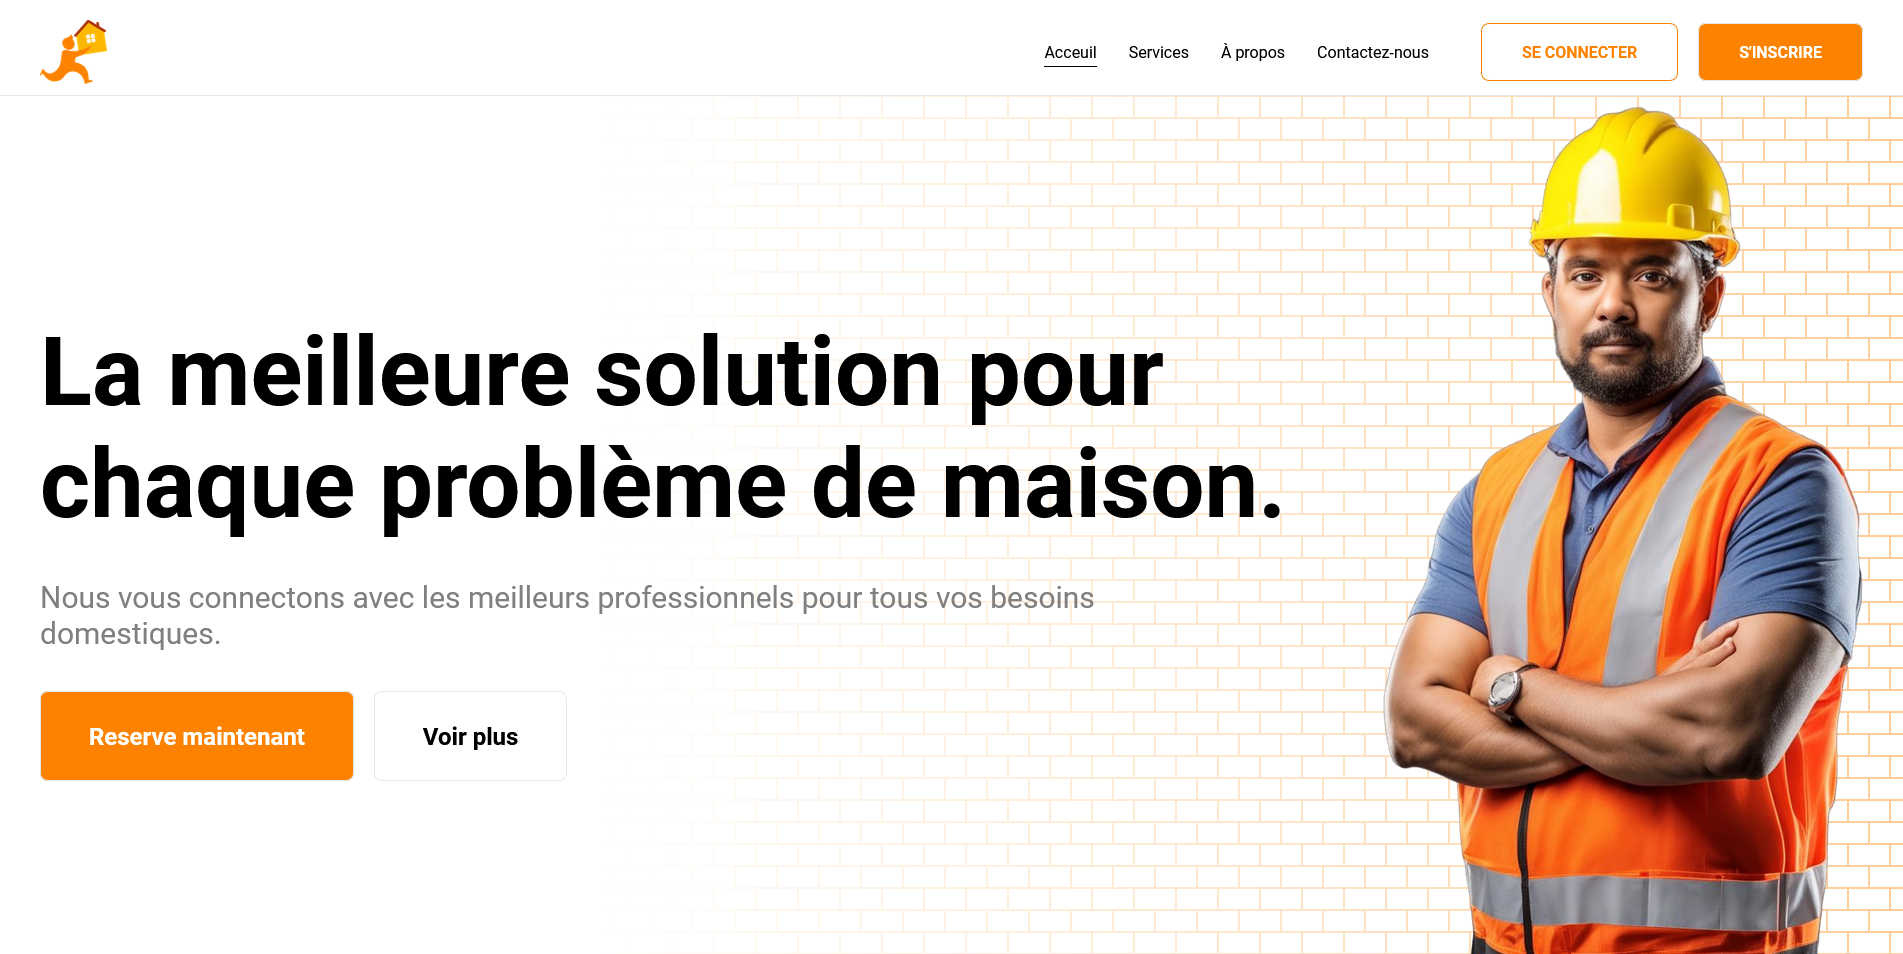 Acceuil
Services
À propos
Contactez-nous
SE CONNECTER
S'INSCRIRE
La meilleure solution pour
chaque problème de maison.
Nous vous connectons avec les meilleurs professionnels pour tous vos besoins
domestiques.
Reserve maintenant
Voir plus